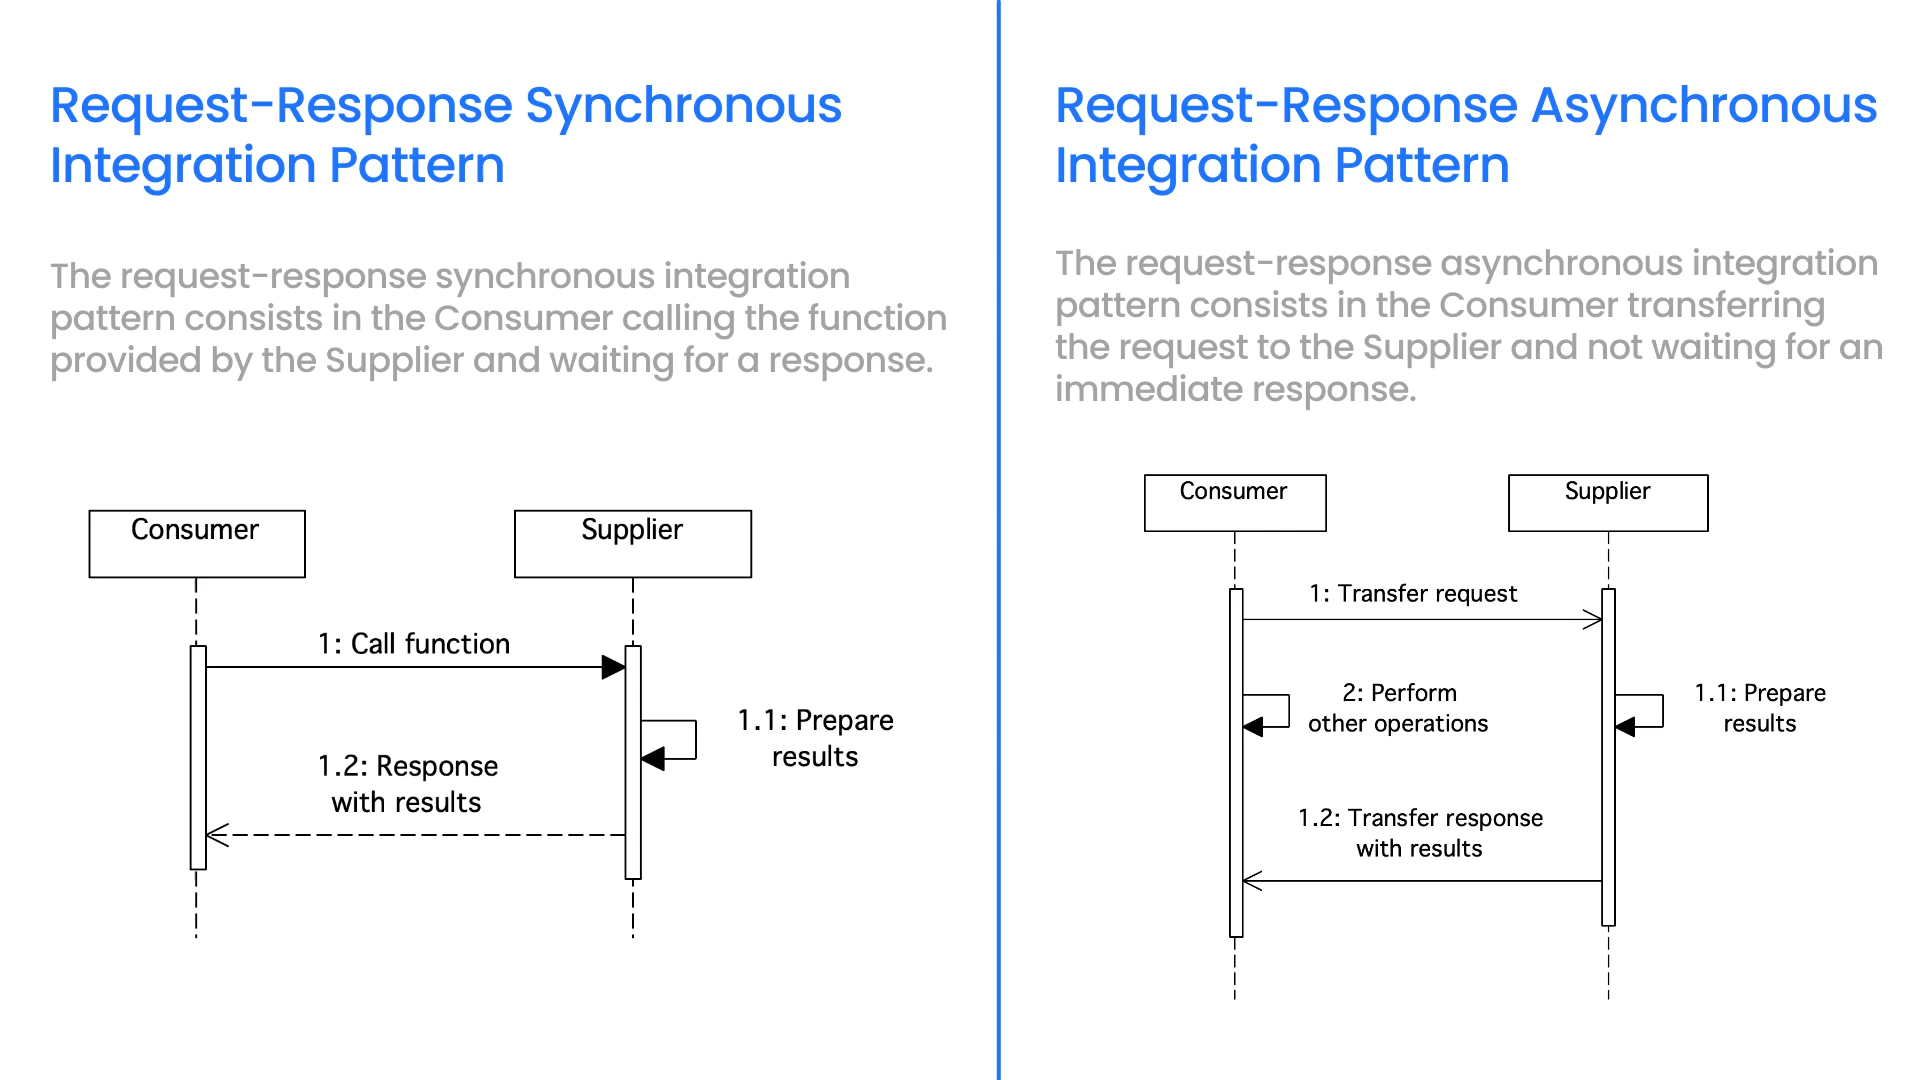 Request-Response Synchronous
Integration Pattern
The request-response synchronous integration
pattern consists in the Consumer calling the function
provided by the Supplier and waiting for a response.
Consumer
Supplier
1: Call function
1.1: Prepare
results
1.2: Response
with results
Request-Response Asynchronous
Integration Pattern
The request-response asynchronous integration
pattern consists in the Consumer transferring
the request to the Supplier and not waiting for an
immediate response.
Consumer
Supplier
1: Transfer request
2: Perform
other operations
1.1: Prepare
results
1.2: Transfer response
with results